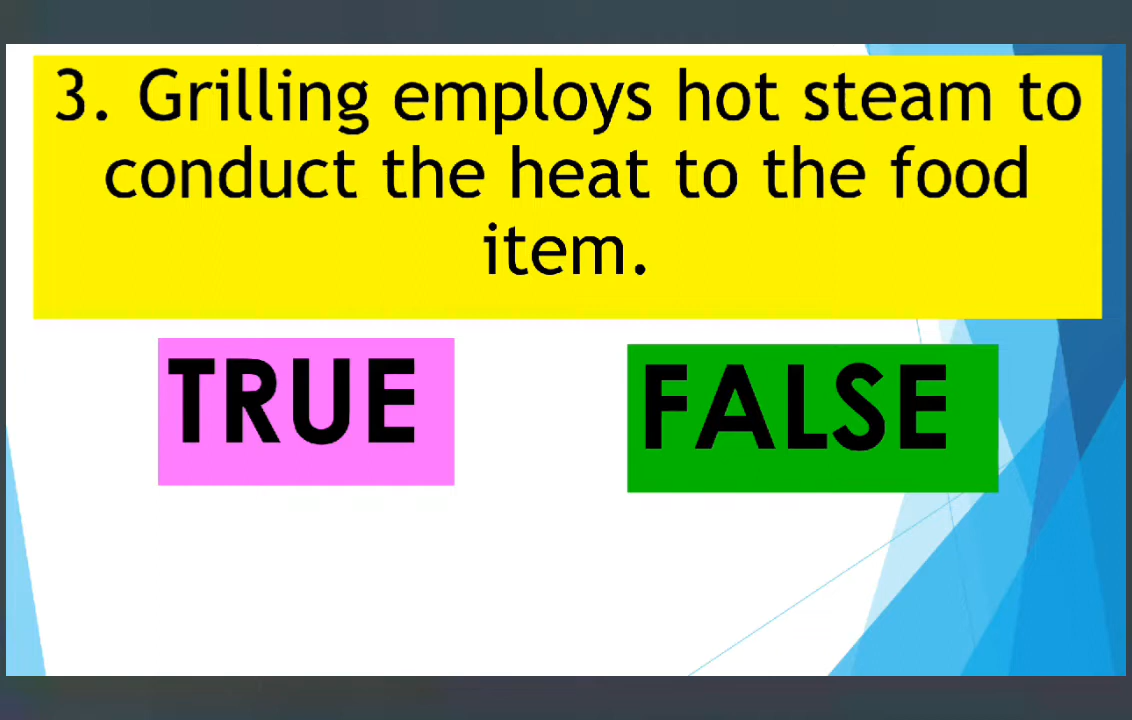 3. Grilling employs hot steam to
conduct the heat to the food
item.
TRUE
FALSE